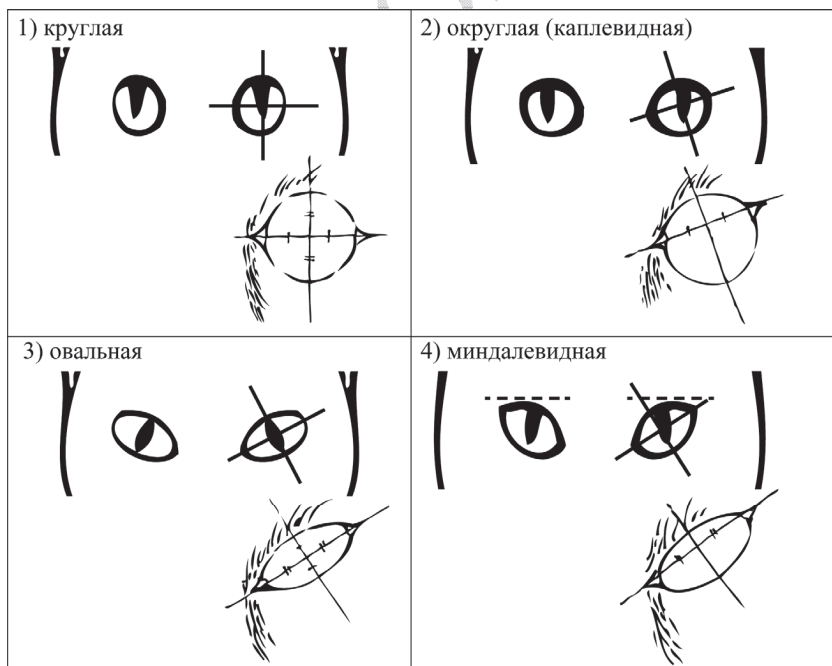 1) круглая
2) округлая (каплевидная)
3) овальная
4) миндалевидная